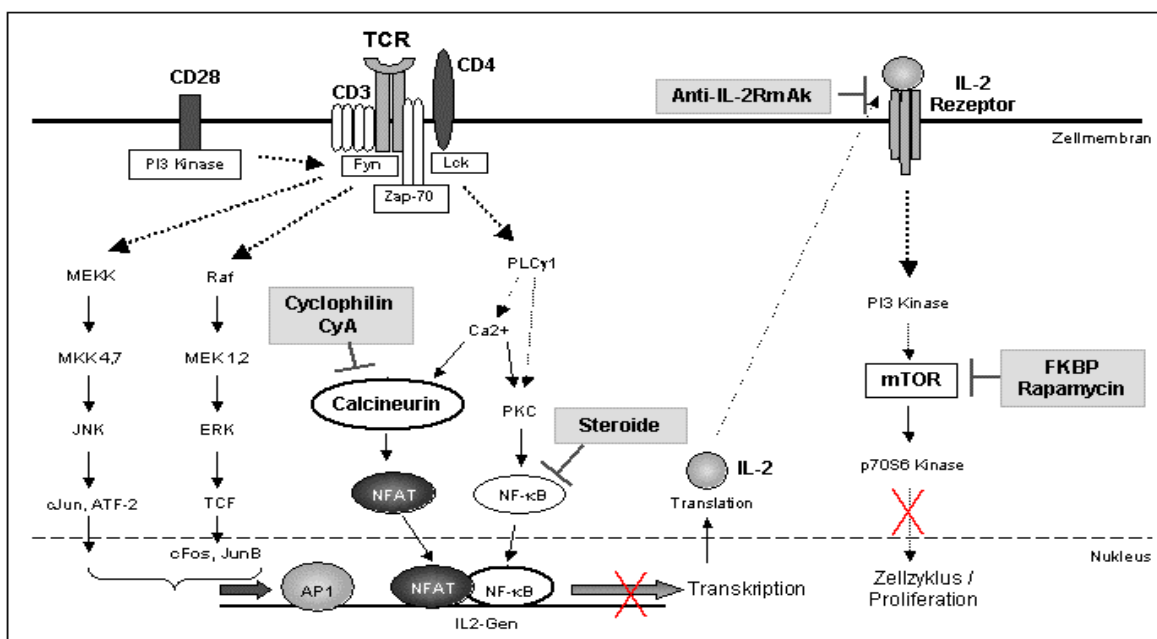 TCR
CD28
CD3
CD4
PI3 Kinase
Fyn
Lck
Zap-70
Anti-IL-2RmAk
IL-2
Rezeptor
Zellmembran
MEKK
Raf
PLCγ1
Cyclophilin
CyA
Ca2+
PI3 Kinase
MKK4,7
MEK1,2
mTOR
FKBP
Rapamycin
Calcineurin
PKC
Steroide
JNK
ERK
IL-2
p70S6 Kinase
cJun, ATF-2
TCF
NFAT
NF-κB
Translation
cFos, JunB
Nukleus
AP1
NFAT
NF-κB
Transkription
Zellzyklus /
Proliferation
IL2-Gen